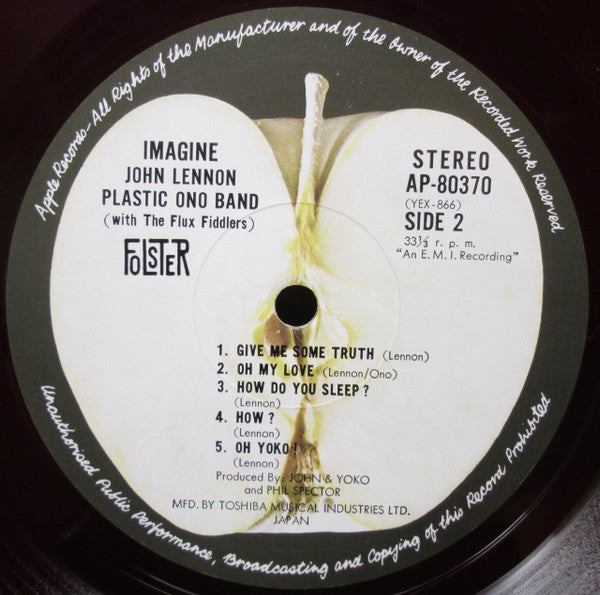 Apple Records-All Rights of the Manufacturer and of the Owner of the Recorded Work Reserved
IMAGINE
JOHN LENNON
PLASTIC ONO BAND
(with The Flux Fiddlers)
FOLSTER
STEREO
AP-80370
(YEX-866)
SIDE 2
33⅓ r. p. m.
"An E. M. I. Recording"
1. GIVE ME SOME TRUTH (Lennon)
2. OH MY LOVE (Lennon/Ono)
3. HOW DO YOU SLEEP?
(Lennon)
4. HOW?
(Lennon)
5. OH YOKO!
(Lennon)
Produced By: JOHN & YOKO
and PHIL SPECTOR
MFD. BY TOSHIBA MUSICAL INDUSTRIES LTD.
JAPAN
Unauthorised Public Performance, Broadcasting and Copying of this Record Prohibited